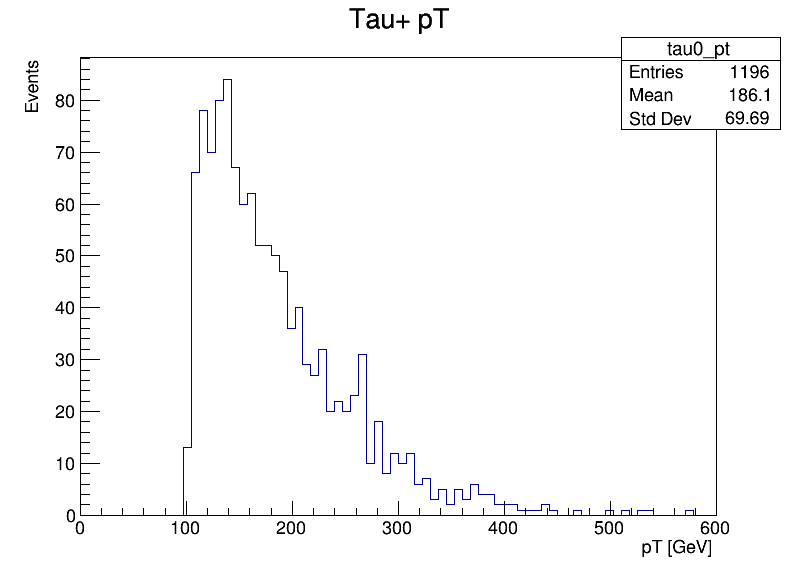 Tau+ pT
tau0_pt
Entries 1196
Mean 186.1
Std Dev 69.69
Events
80
70
60
50
40
30
20
10
0
0 100 200 300 400 500 600
pT [GeV]